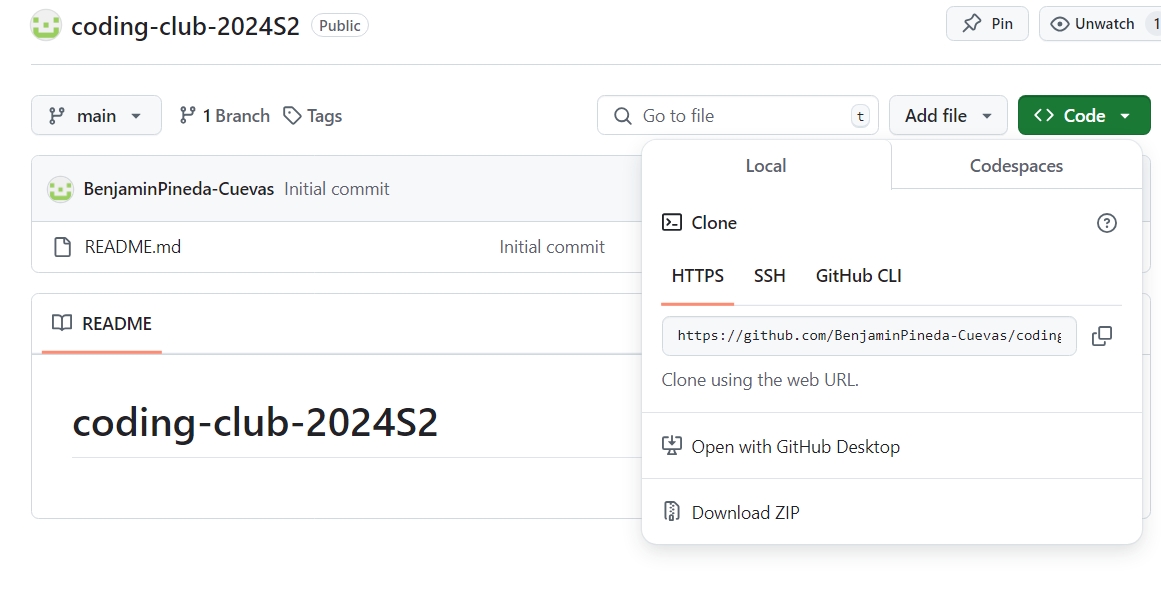 coding-club-2024S2 Public Pin Unwatch 1
main 1 Branch Tags Go to file t Add file Code
Local Codespaces
BenjaminPineda-Cuevas Initial commit
Clone
README.md Initial commit
HTTPS SSH GitHub CLI
README
https://github.com/BenjaminPineda-Cuevas/coding
Clone using the web URL.
coding-club-2024S2
Open with GitHub Desktop
Download ZIP